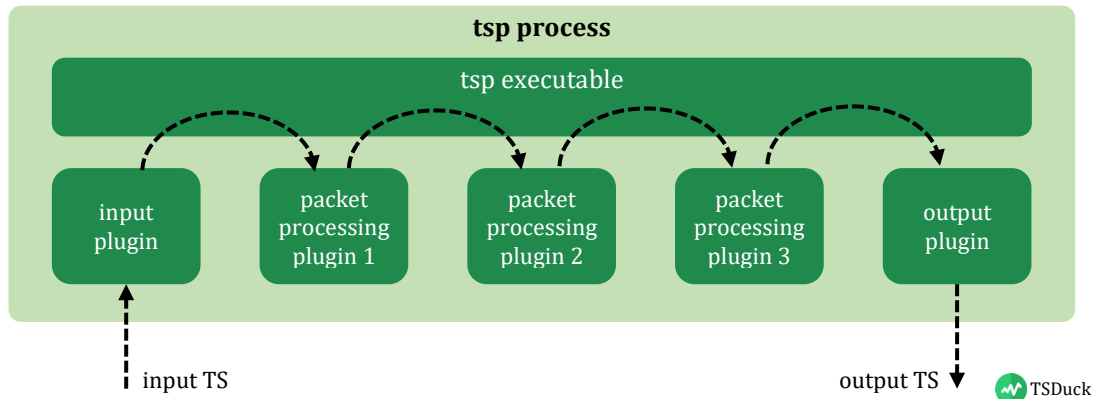 tsp process
tsp executable
input
plugin
packet
processing
plugin 1
packet
processing
plugin 2
packet
processing
plugin 3
output
plugin
input TS
output TS
TSDuck